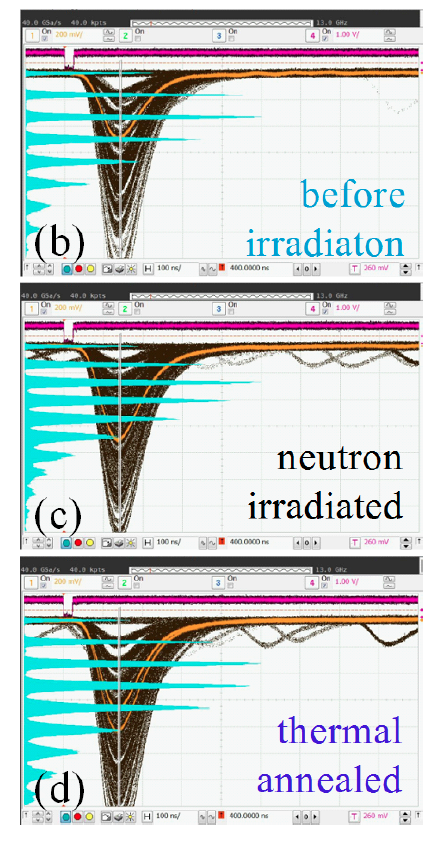 40.0 GSa/s 40.0 kpts 13.0 GHz
1 On 200 mV/ 2 On 3 On 4 On 1.00 V/
before
irradiaton
(b)
H 100 ns/ T 400.0000 ns 0 T 260 mV
40.0 GSa/s 40.0 kpts 13.0 GHz
1 On 200 mV/ 2 On 3 On 4 On 1.00 V/
neutron
irradiated
(c)
H 100 ns/ T 400.0000 ns 0 T 260 mV
40.0 GSa/s 40.0 kpts 13.0 GHz
1 On 200 mV/ 2 On 3 On 4 On 1.00 V/
thermal
annealed
(d)
H 100 ns/ T 400.0000 ns 0 T 260 mV